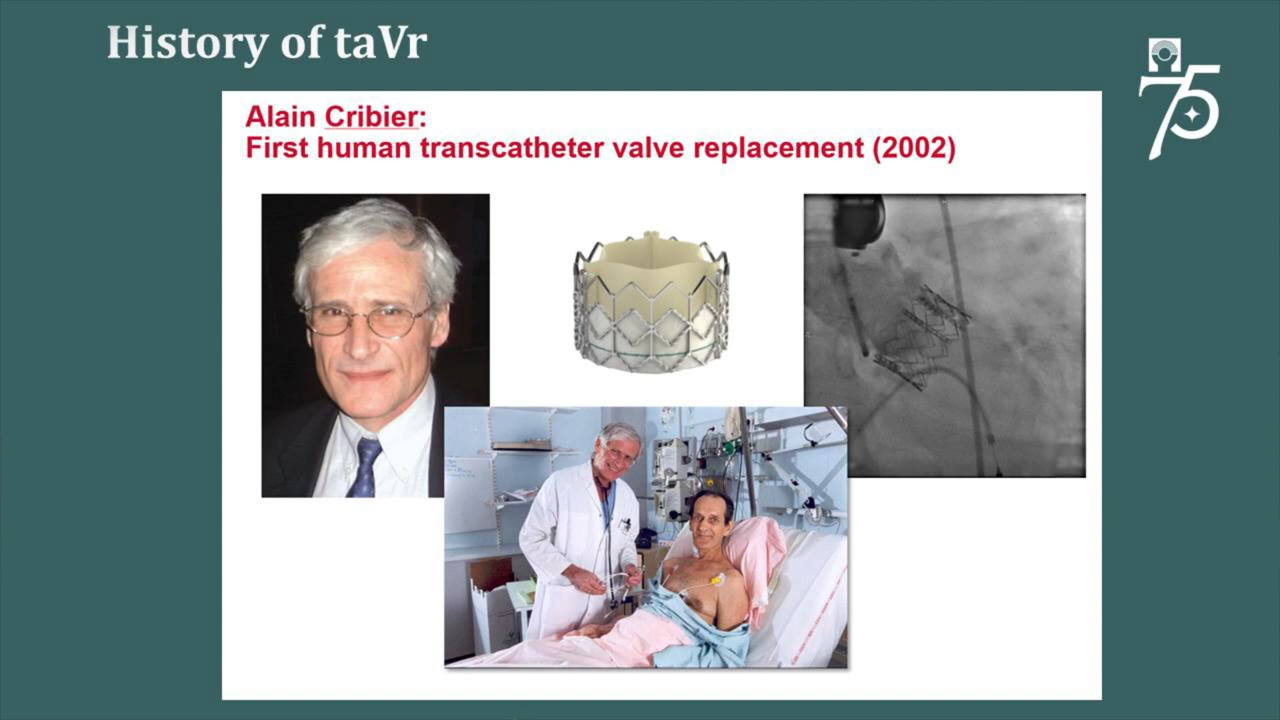 History of taVr
75
Alain Cribier:
First human transcatheter valve replacement (2002)